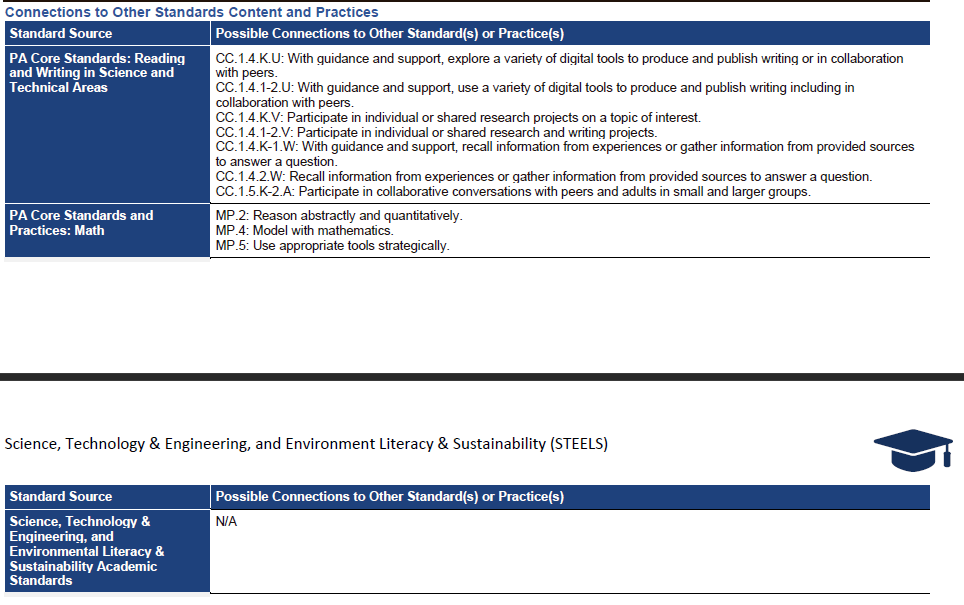 Connections to Other Standards Content and Practices
Standard Source
Possible Connections to Other Standard(s) or Practice(s)
PA Core Standards: Reading
and Writing in Science and
Technical Areas
CC.1.4.K.U: With guidance and support, explore a variety of digital tools to produce and publish writing or in collaboration
with peers.
CC.1.4.1-2.U: With guidance and support, use a variety of digital tools to produce and publish writing including in
collaboration with peers.
CC.1.4.K.V: Participate in individual or shared research projects on a topic of interest.
CC.1.4.1-2.V: Participate in individual or shared research and writing projects.
CC.1.4.K-1.W: With guidance and support, recall information from experiences or gather information from provided sources
to answer a question.
CC.1.4.2.W: Recall information from experiences or gather information from provided sources to answer a question.
CC.1.5.K-2.A: Participate in collaborative conversations with peers and adults in small and larger groups.
PA Core Standards and
Practices: Math
MP.2: Reason abstractly and quantitatively.
MP.4: Model with mathematics.
MP.5: Use appropriate tools strategically.
Science, Technology & Engineering, and Environment Literacy & Sustainability (STEELS)
Standard Source
Possible Connections to Other Standard(s) or Practice(s)
Science, Technology &
Engineering, and
Environmental Literacy &
Sustainability Academic
Standards
N/A